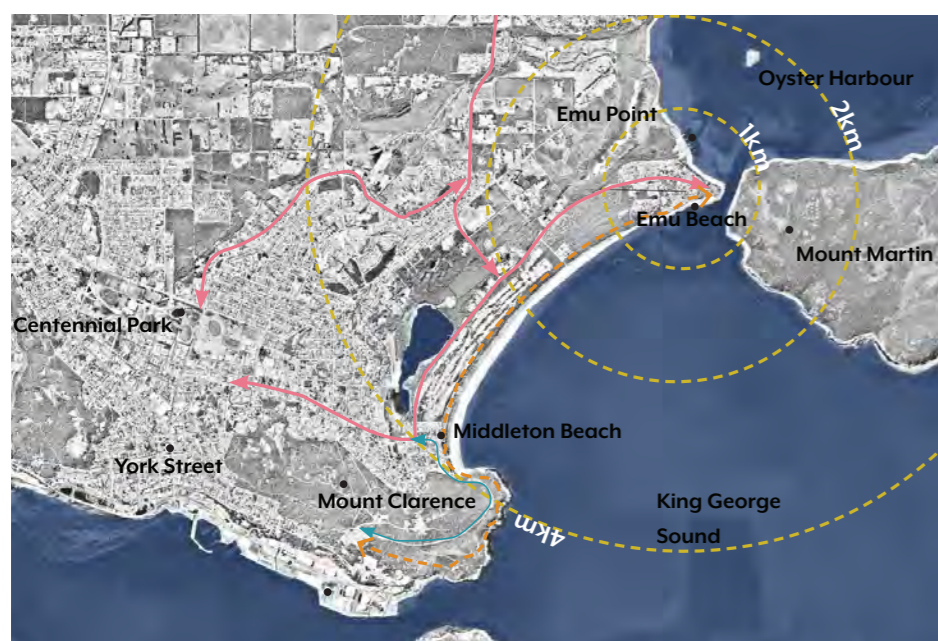 Oyster Harbour
Emu Point
1km
2km
Emu Beach
Mount Martin
Centennial Park
Middleton Beach
York Street
Mount Clarence
King George
Sound
4km